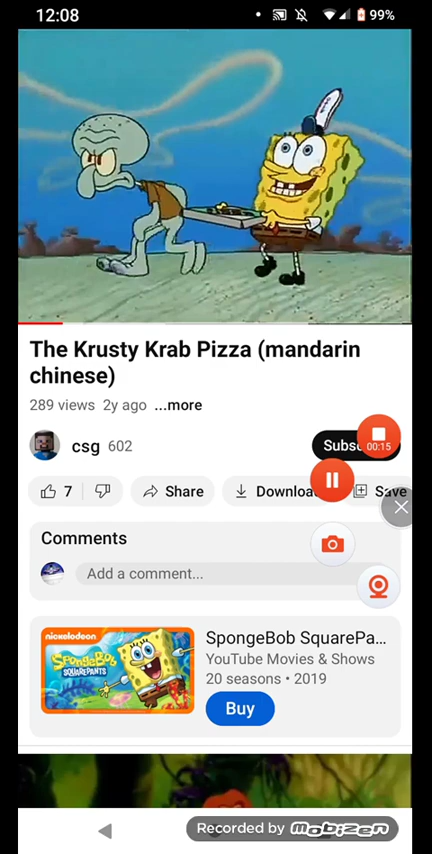 12:08
99%
The Krusty Krab Pizza (mandarin
chinese)
289 views 2y ago ...more
csg 602
Subs
00:15
7
Share
Downloa
Save
Comments
Add a comment...
nickelodeon
SpongeBob
SQUAREPANTS
SpongeBob SquarePa...
YouTube Movies & Shows
20 seasons • 2019
Buy
Recorded by mobizen